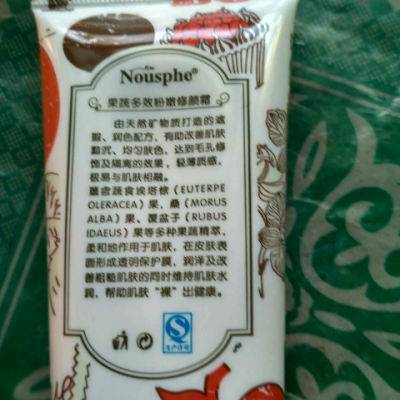 Nousphe®
果蔬多效粉嫩修颜霜
由天然矿物质打造的遮
瑕、润色配方，有助改善肌肤
黯沉、均匀肤色，达到毛孔修
饰及隔离的效果，轻薄质感，
极易与肌肤相融。
蕴含蔬食埃塔棕（EUTERPE
OLERACEA）果、桑（MORUS
ALBA）果、覆盆子（RUBUS
IDAEUS）果等多种果蔬精萃，
柔和地作用于肌肤，在皮肤表
面形成透明保护膜，润泽及改
善粗糙肌肤的同时维持肌肤水
润，帮助肌肤“裸”出健康。
生产许可